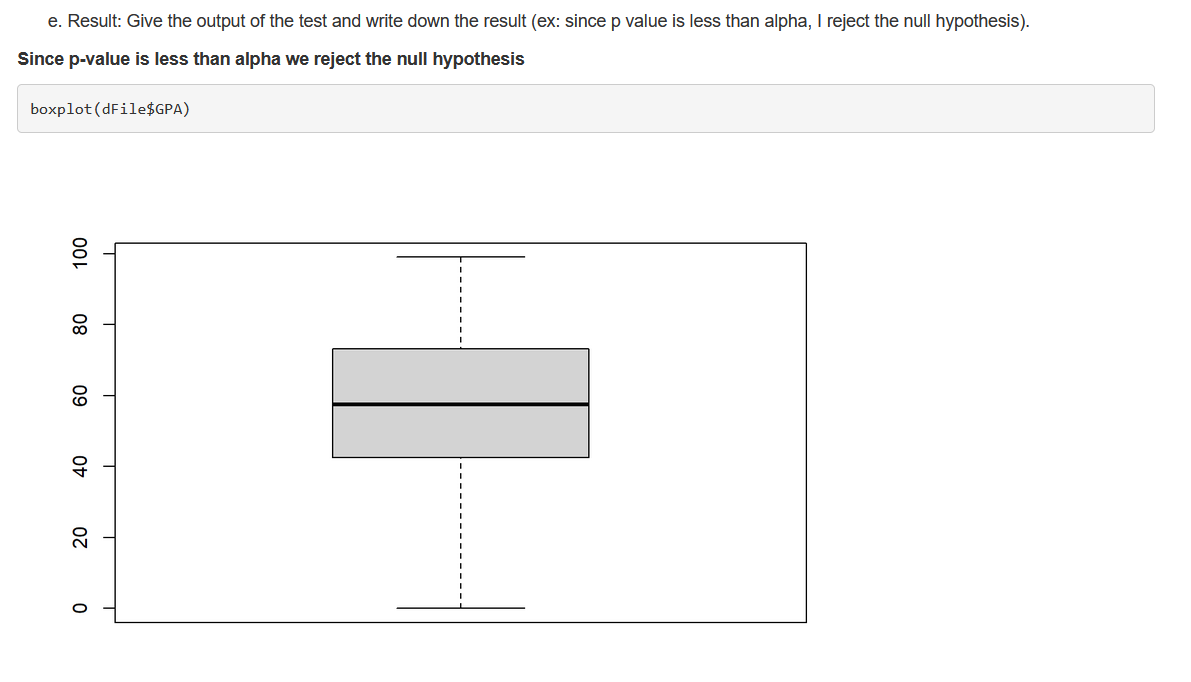 e. Result: Give the output of the test and write down the result (ex: since p value is less than alpha, I reject the null hypothesis).
Since p-value is less than alpha we reject the null hypothesis
boxplot(dFile$GPA)
100
80
60
40
20
0